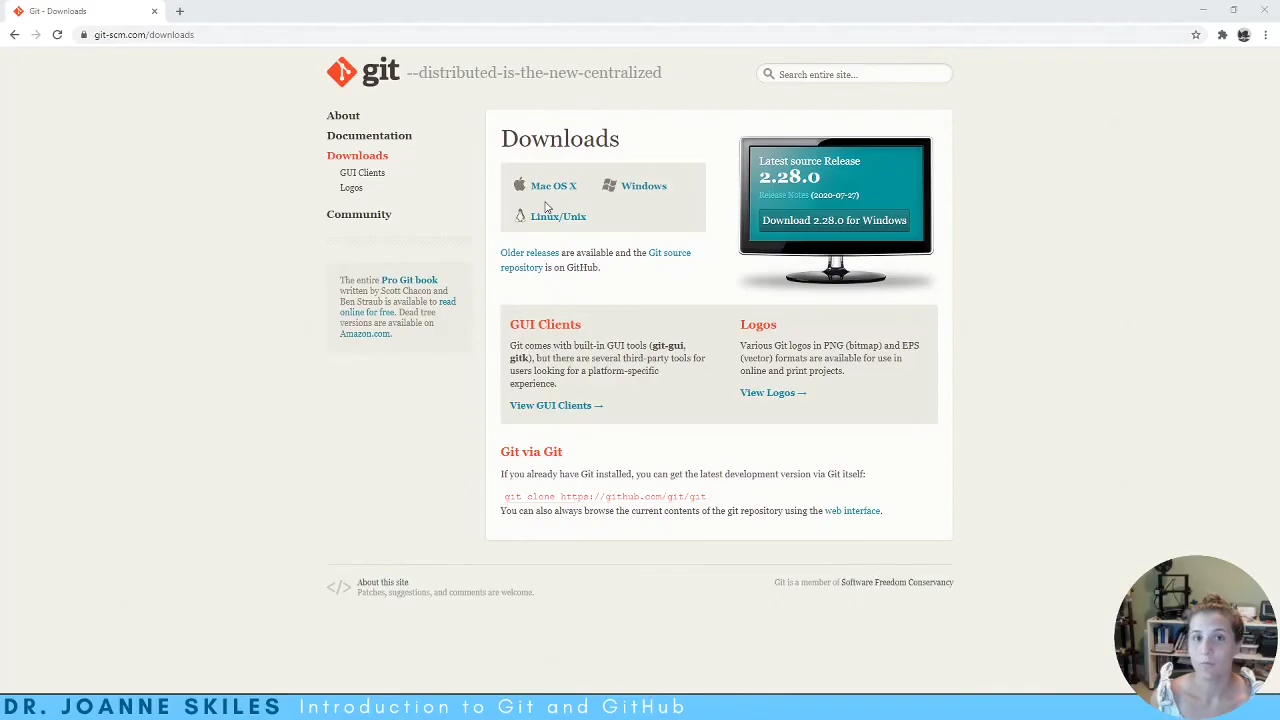 Git - Downloads
git-scm.com/downloads
git --distributed-is-the-new-centralized
Search entire site...
About
Documentation
Downloads
GUI Clients
Logos
Community
The entire Pro Git book
written by Scott Chacon and
Ben Straub is available to read
online for free. Dead tree
versions are available on
Amazon.com.
Downloads
Mac OS X
Windows
Linux/Unix
Older releases are available and the Git source
repository is on GitHub.
Latest source Release
2.28.0
Release Notes (2020-07-27)
Download 2.28.0 for Windows
GUI Clients
Git comes with built-in GUI tools (git-gui,
gitk), but there are several third-party tools for
users looking for a platform-specific
experience.
View GUI Clients →
Logos
Various Git logos in PNG (bitmap) and EPS
(vector) formats are available for use in
online and print projects.
View Logos →
Git via Git
If you already have Git installed, you can get the latest development version via Git itself:
git clone https://github.com/git/git
You can also always browse the current contents of the git repository using the web interface.
</> About this site
Patches, suggestions, and comments are welcome.
Git is a member of Software Freedom Conservancy
DR. JOANNE SKILES Introduction to Git and GitHub